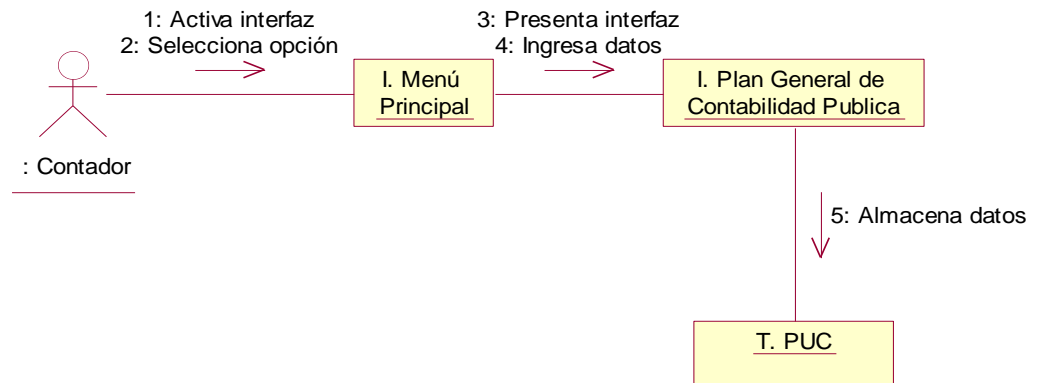 1: Activa interfaz
2: Selecciona opción
3: Presenta interfaz
4: Ingresa datos
I. Menú
Principal
I. Plan General de
Contabilidad Publica
: Contador
5: Almacena datos
T. PUC